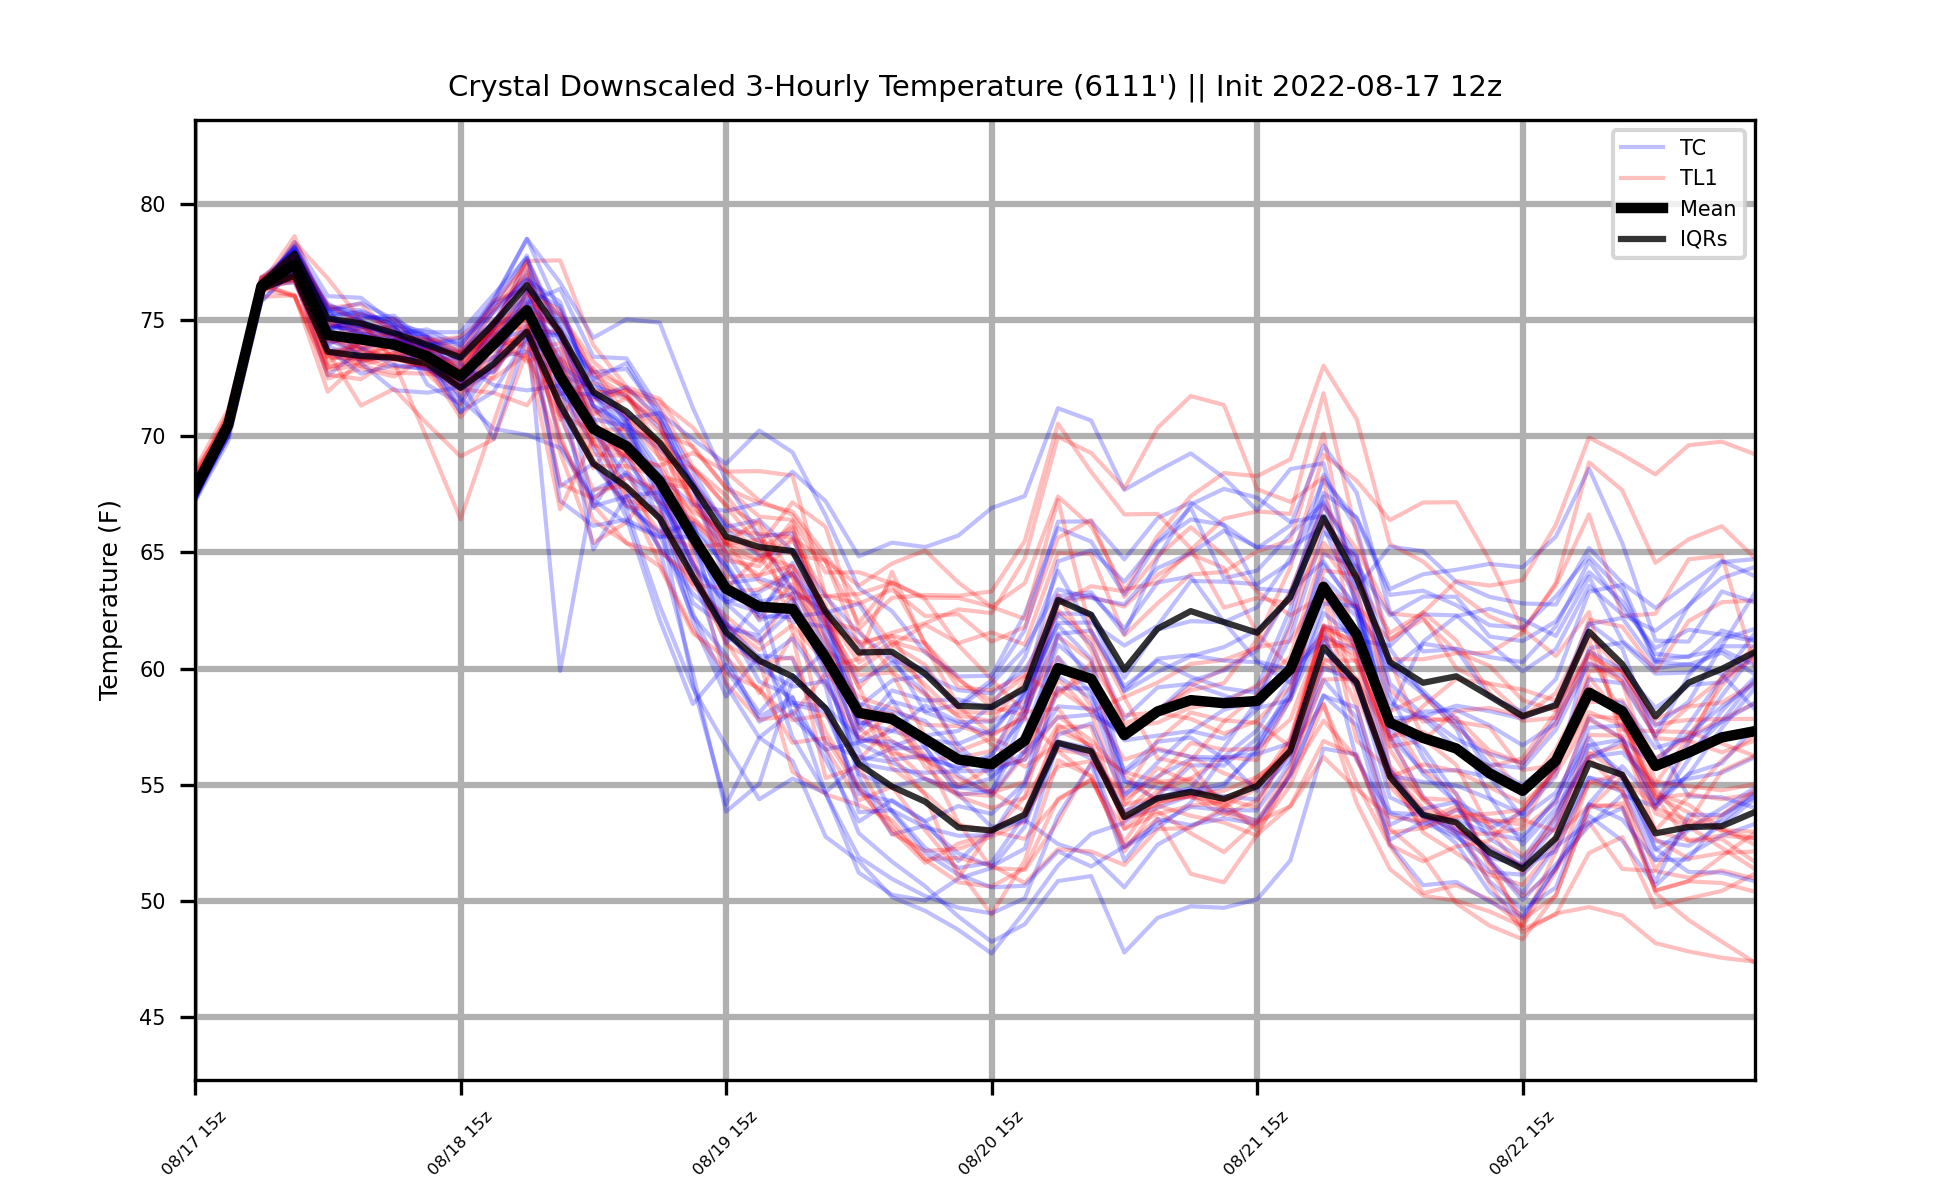 Crystal Downscaled 3-Hourly Temperature (6111') || Init 2022-08-17 12z
TC
TL1
Mean
IQRs
Temperature (F)
80
75
70
65
60
55
50
45
08/17 15z
08/18 15z
08/19 15z
08/20 15z
08/21 15z
08/22 15z